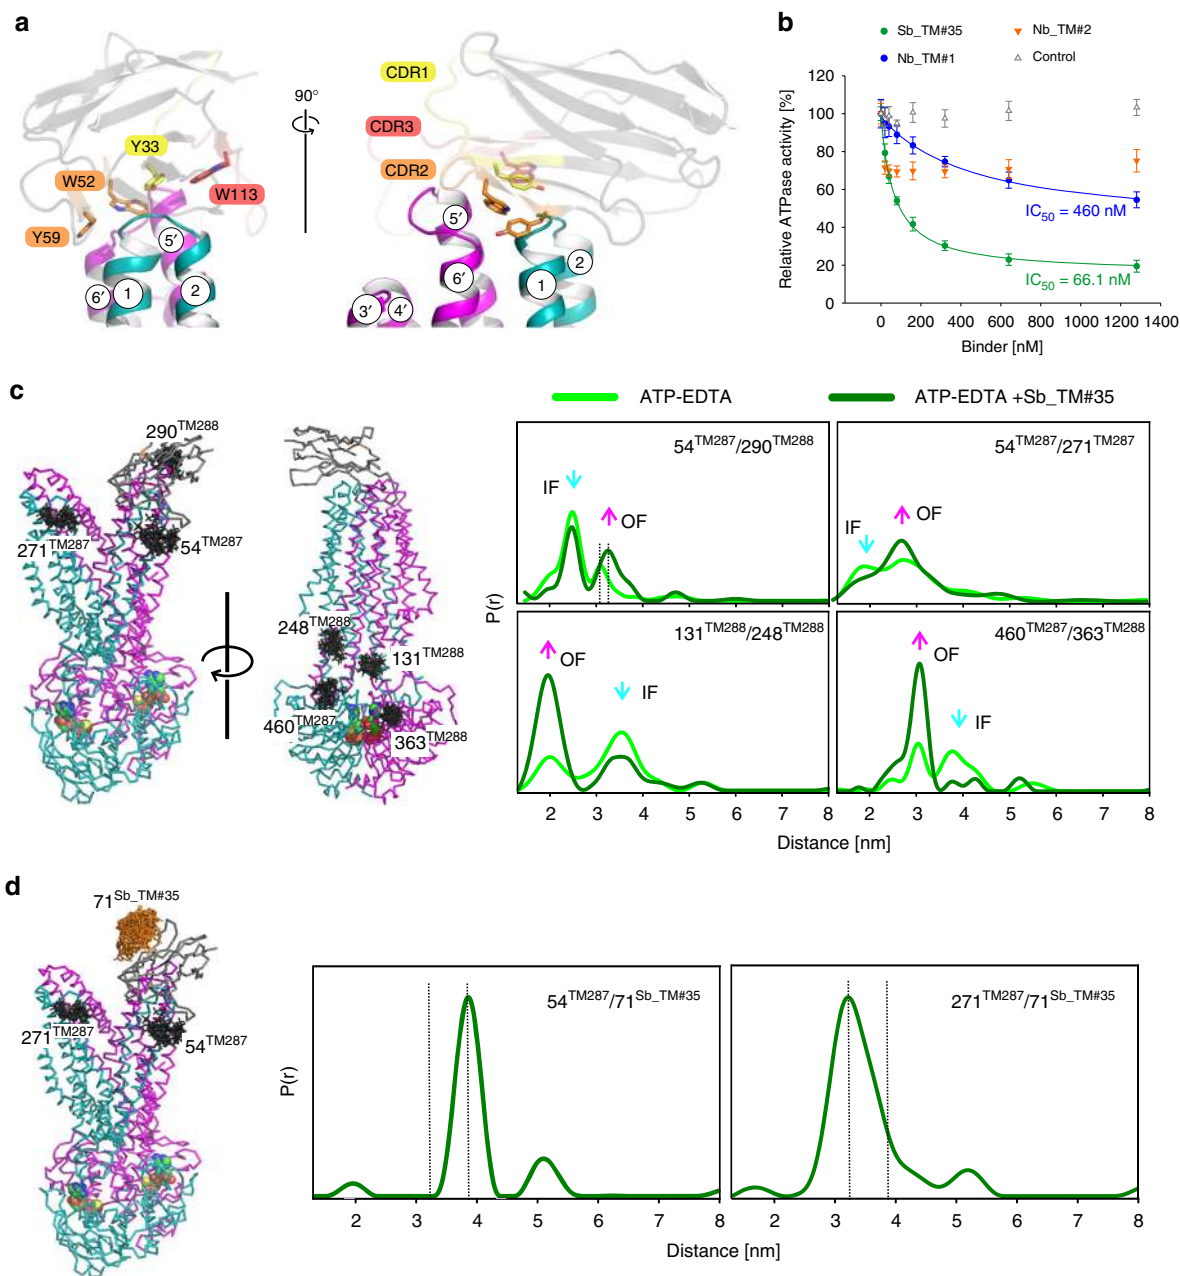 a
90°
CDR1
CDR3
CDR2
Y33
W52
W113
Y59
5′
6′
1
2
5′
6′
2
1
3′
4′
b
Sb_TM#35
Nb_TM#2
Nb_TM#1
Control
Relative ATPase activity [%]
120
100
80
60
40
20
0
IC50 = 460 nM
IC50 = 66.1 nM
0 200 400 600 800 1000 1200 1400
Binder [nM]
c
290TM288
271TM287
54TM287
248TM288
131TM288
460TM287
363TM288
ATP-EDTA
ATP-EDTA +Sb_TM#35
54TM287/290TM288
IF
OF
54TM287/271TM287
IF
OF
P(r)
131TM288/248TM288
OF
IF
460TM287/363TM288
OF
IF
2 3 4 5 6 7 8
2 3 4 5 6 7 8
Distance [nm]
d
71Sb_TM#35
271TM287
54TM287
P(r)
54TM287/71Sb_TM#35
271TM287/71Sb_TM#35
2 3 4 5 6 7 8
2 3 4 5 6 7 8
Distance [nm]